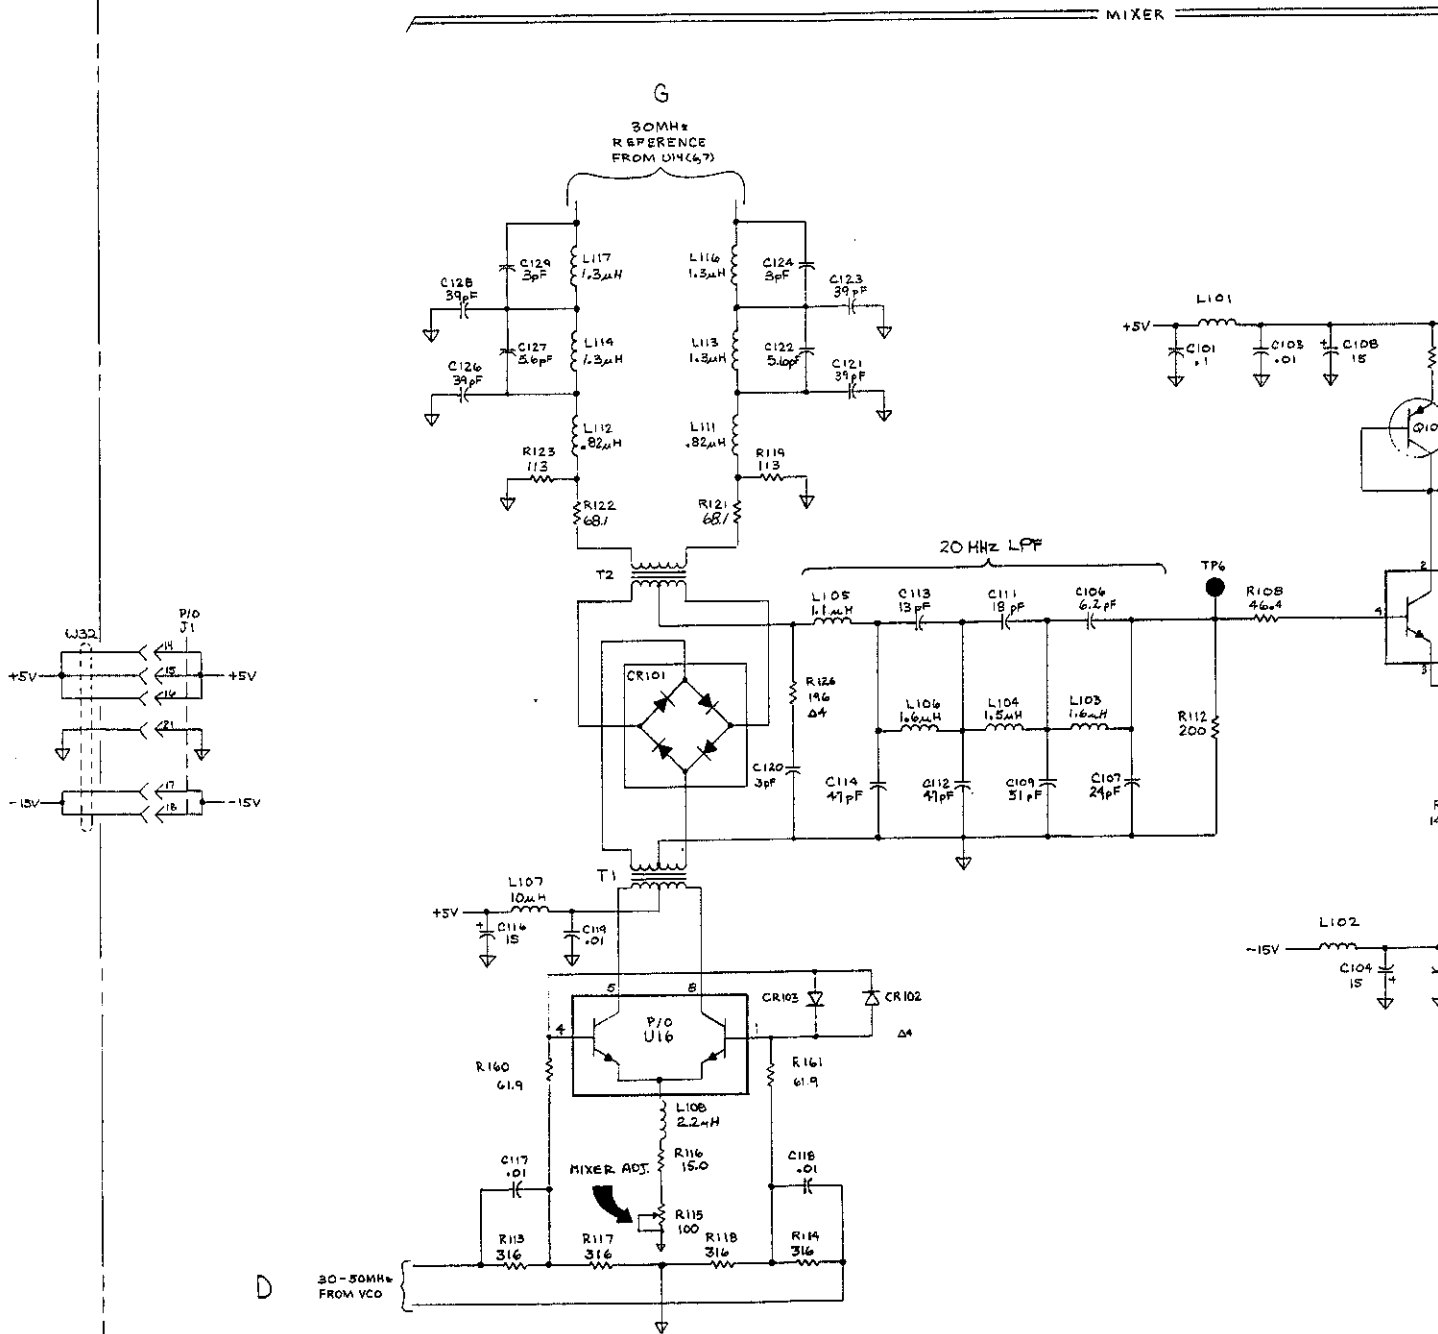 MIXER
G
30MHz
REFERENCE
FROM U14(6,7)
C129
3pF
L117
1.3µH
L116
1.3µH
C124
3pF
C128
39pF
C123
39pF
C127
5.6pF
L114
1.3µH
L113
1.3µH
C122
5.6pF
C126
39pF
C121
39pF
L112
.82µH
L111
.82µH
R123
113
R119
113
R122
68.1
R121
68.1
L101
+5V
C101
.1
C103
.01
C108
15
+
Q10
T2
20 MHz LPF
L105
1.1µH
C113
13pF
C111
18pF
C106
6.2pF
TP6
R108
46.4
2
4
3
W32
P/O
J1
+5V
14
15
16
+5V
21
-15V
17
18
-15V
CR101
R126
196
Δ4
L106
1.6µH
L104
1.5µH
L103
1.6µH
R112
200
C120
3pF
C114
47pF
C112
47pF
C109
51pF
C107
24pF
R
14
T1
L107
10µH
+5V
+
C116
15
C119
.01
L102
-15V
C104
15
+
5
8
CR103
CR102
Δ4
4
P/O
U16
1
R160
61.9
R161
61.9
L108
2.2µH
C117
.01
MIXER ADJ.
R116
15.0
C118
.01
R115
100
R113
316
R117
316
R118
316
R114
316
D
30-50MHz
FROM VCO